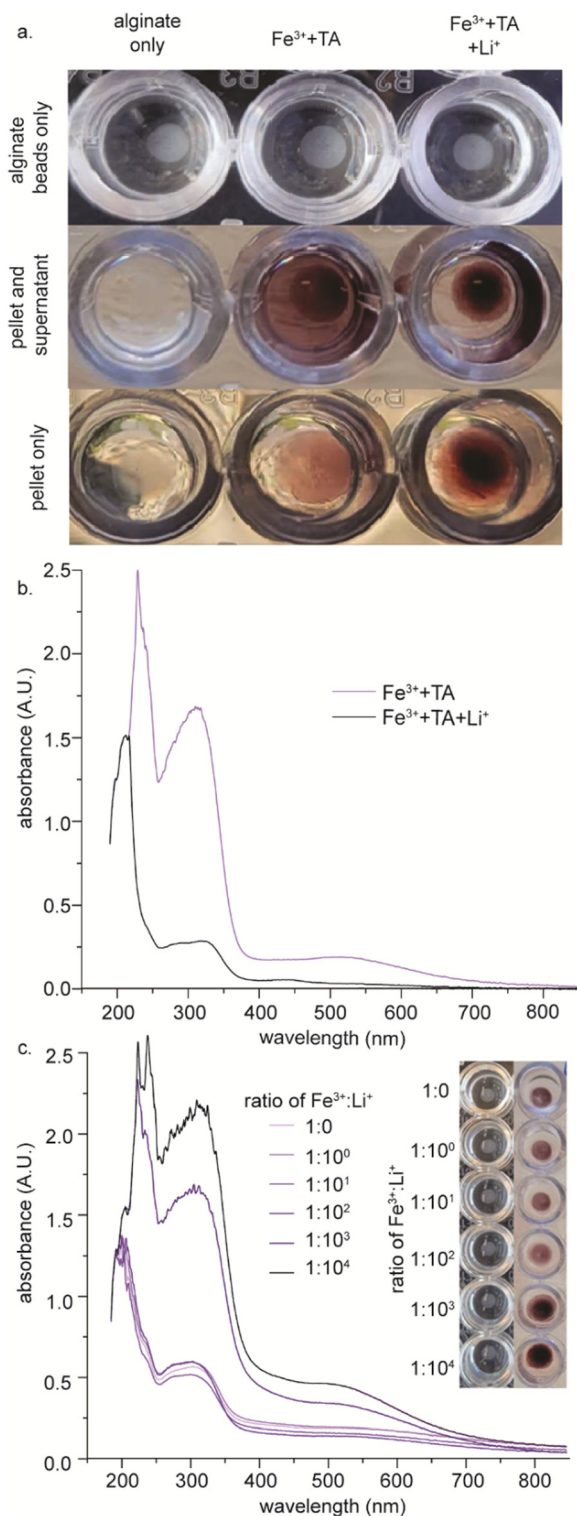 a.
alginate
only
Fe³⁺+TA
Fe³⁺+TA
+Li⁺
alginate
beads only
pellet and
supernatant
pellet only
b.
absorbance (A.U.)
2.5
2.0
1.5
1.0
0.5
0.0
Fe³⁺+TA
Fe³⁺+TA+Li⁺
200 300 400 500 600 700 800
wavelength (nm)
c.
absorbance (A.U.)
2.5
2.0
1.5
1.0
0.5
0.0
ratio of Fe³⁺:Li⁺
1:0
1:10⁰
1:10¹
1:10²
1:10³
1:10⁴
ratio of Fe³⁺:Li⁺
1:0
1:10⁰
1:10¹
1:10²
1:10³
1:10⁴
200 300 400 500 600 700 800
wavelength (nm)